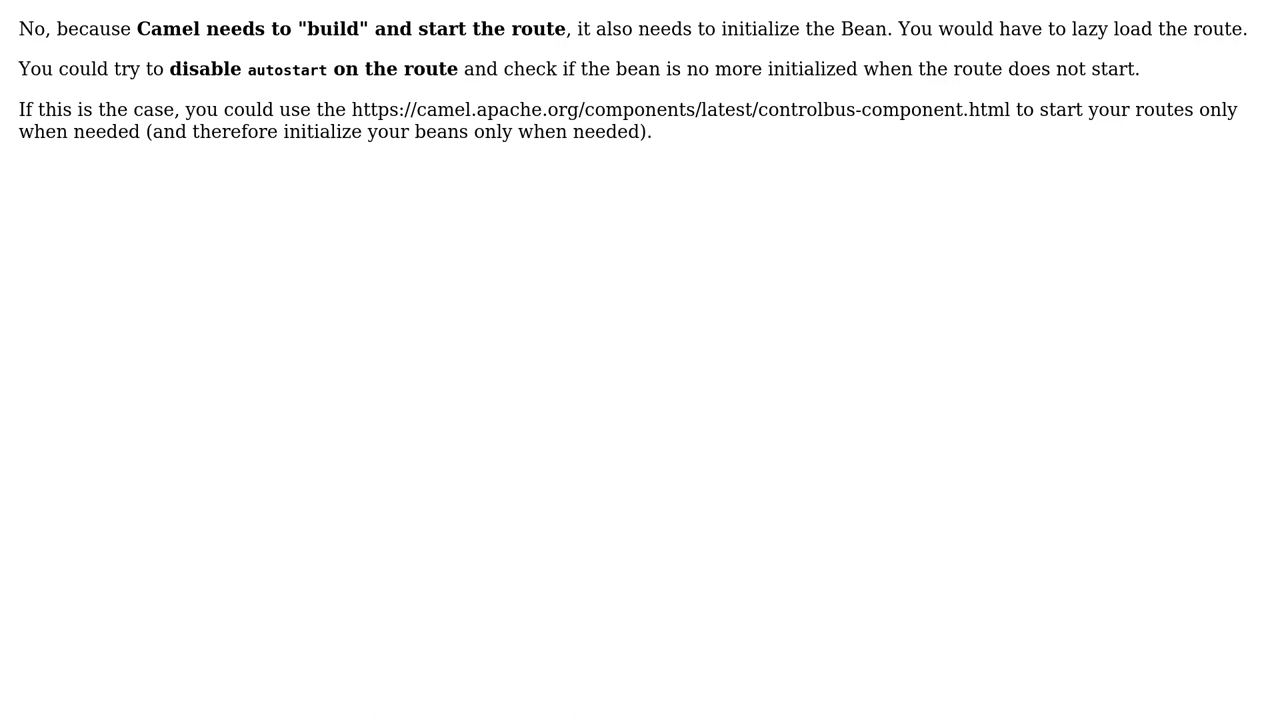 No, because Camel needs to "build" and start the route, it also needs to initialize the Bean. You would have to lazy load the route.
You could try to disable autostart on the route and check if the bean is no more initialized when the route does not start.
If this is the case, you could use the https://camel.apache.org/components/latest/controlbus-component.html to start your routes only
when needed (and therefore initialize your beans only when needed).